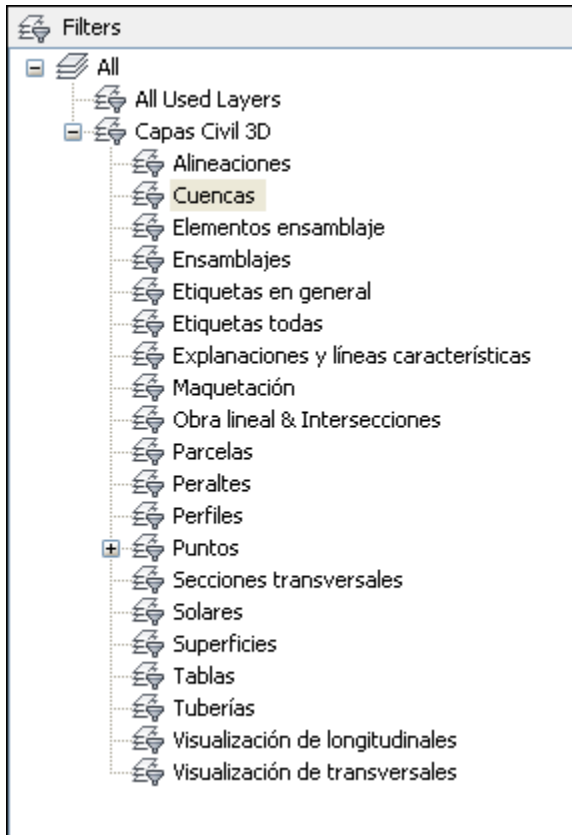 Filters
All
All Used Layers
Capas Civil 3D
Alineaciones
Cuencas
Elementos ensamblaje
Ensamblajes
Etiquetas en general
Etiquetas todas
Explanaciones y líneas características
Maquetación
Obra lineal & Intersecciones
Parcelas
Peraltes
Perfiles
Puntos
Secciones transversales
Solares
Superficies
Tablas
Tuberías
Visualización de longitudinales
Visualización de transversales